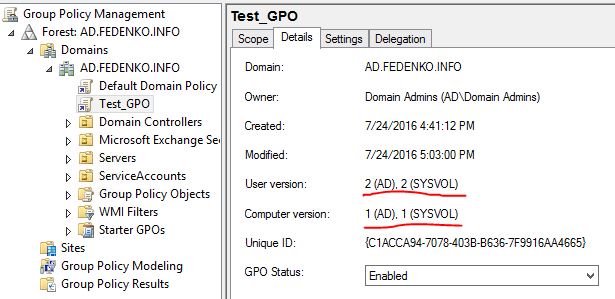 Group Policy Management
Forest: AD.FEDENKO.INFO
Domains
AD.FEDENKO.INFO
Default Domain Policy
Test_GPO
Domain Controllers
Microsoft Exchange Se
Servers
ServiceAccounts
Group Policy Objects
WMI Filters
Starter GPOs
Sites
Group Policy Modeling
Group Policy Results
Test_GPO
Scope Details Settings Delegation
Domain: AD.FEDENKO.INFO
Owner: Domain Admins (AD\Domain Admins)
Created: 7/24/2016 4:41:12 PM
Modified: 7/24/2016 5:03:00 PM
User version: 2 (AD), 2 (SYSVOL)
Computer version: 1 (AD), 1 (SYSVOL)
Unique ID: {C1ACCA94-7078-403B-B636-7F9916AA4665}
GPO Status: Enabled